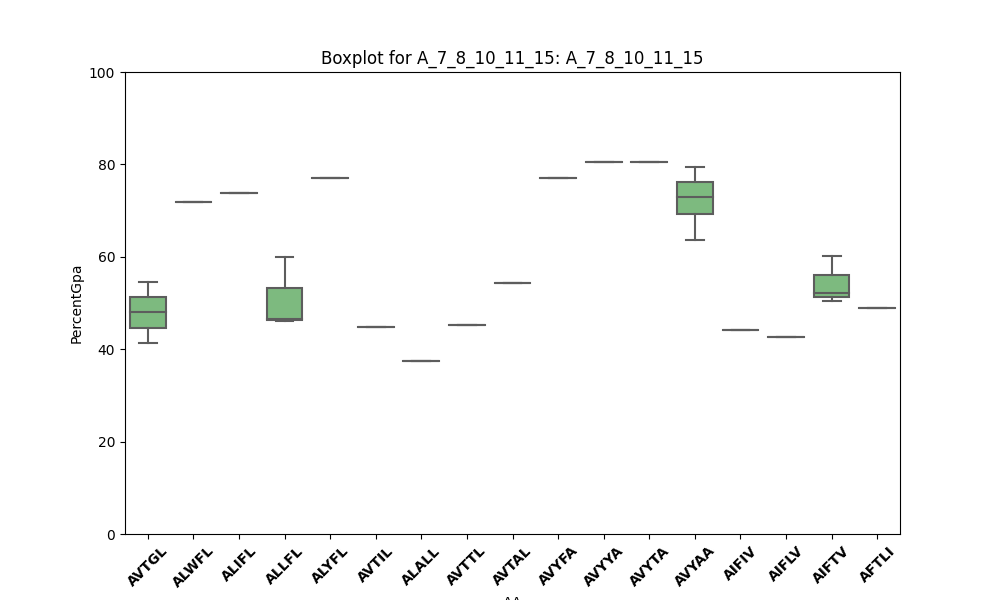 Boxplot for A_7_8_10_11_15: A_7_8_10_11_15
100
80
60
40
20
0
PercentGpa
AVTGL
ALWFL
ALIFL
ALLFL
ALYFL
AVTIL
ALALL
AVTTL
AVTAL
AVYFA
AVYYA
AVYTA
AVYAA
AIFIV
AIFLV
AIFTV
AFTLI